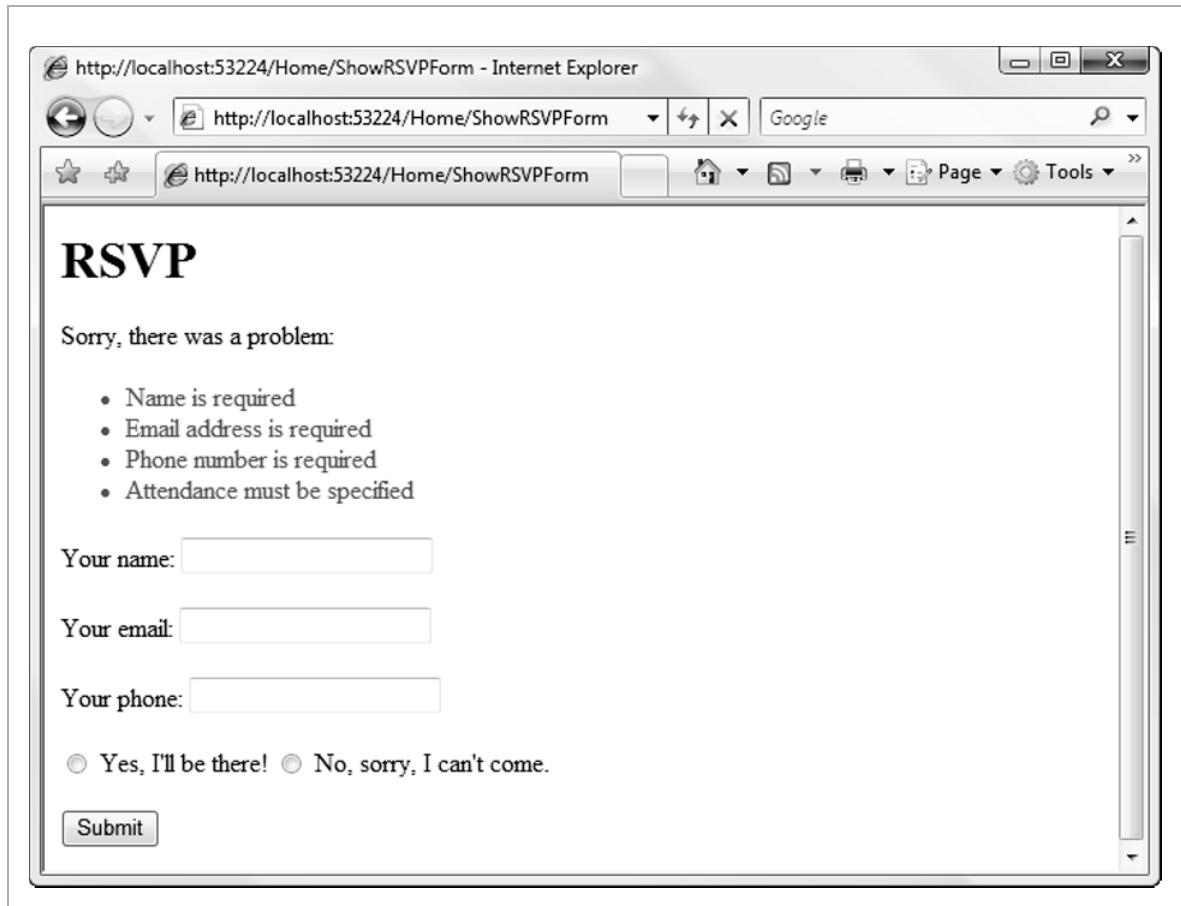 http://localhost:53224/Home/ShowRSVPForm - Internet Explorer
http://localhost:53224/Home/ShowRSVPForm Google
http://localhost:53224/Home/ShowRSVPForm Page Tools
RSVP
Sorry, there was a problem:
• Name is required
• Email address is required
• Phone number is required
• Attendance must be specified
Your name:
Your email:
Your phone:
Yes, I'll be there! No, sorry, I can't come.
Submit